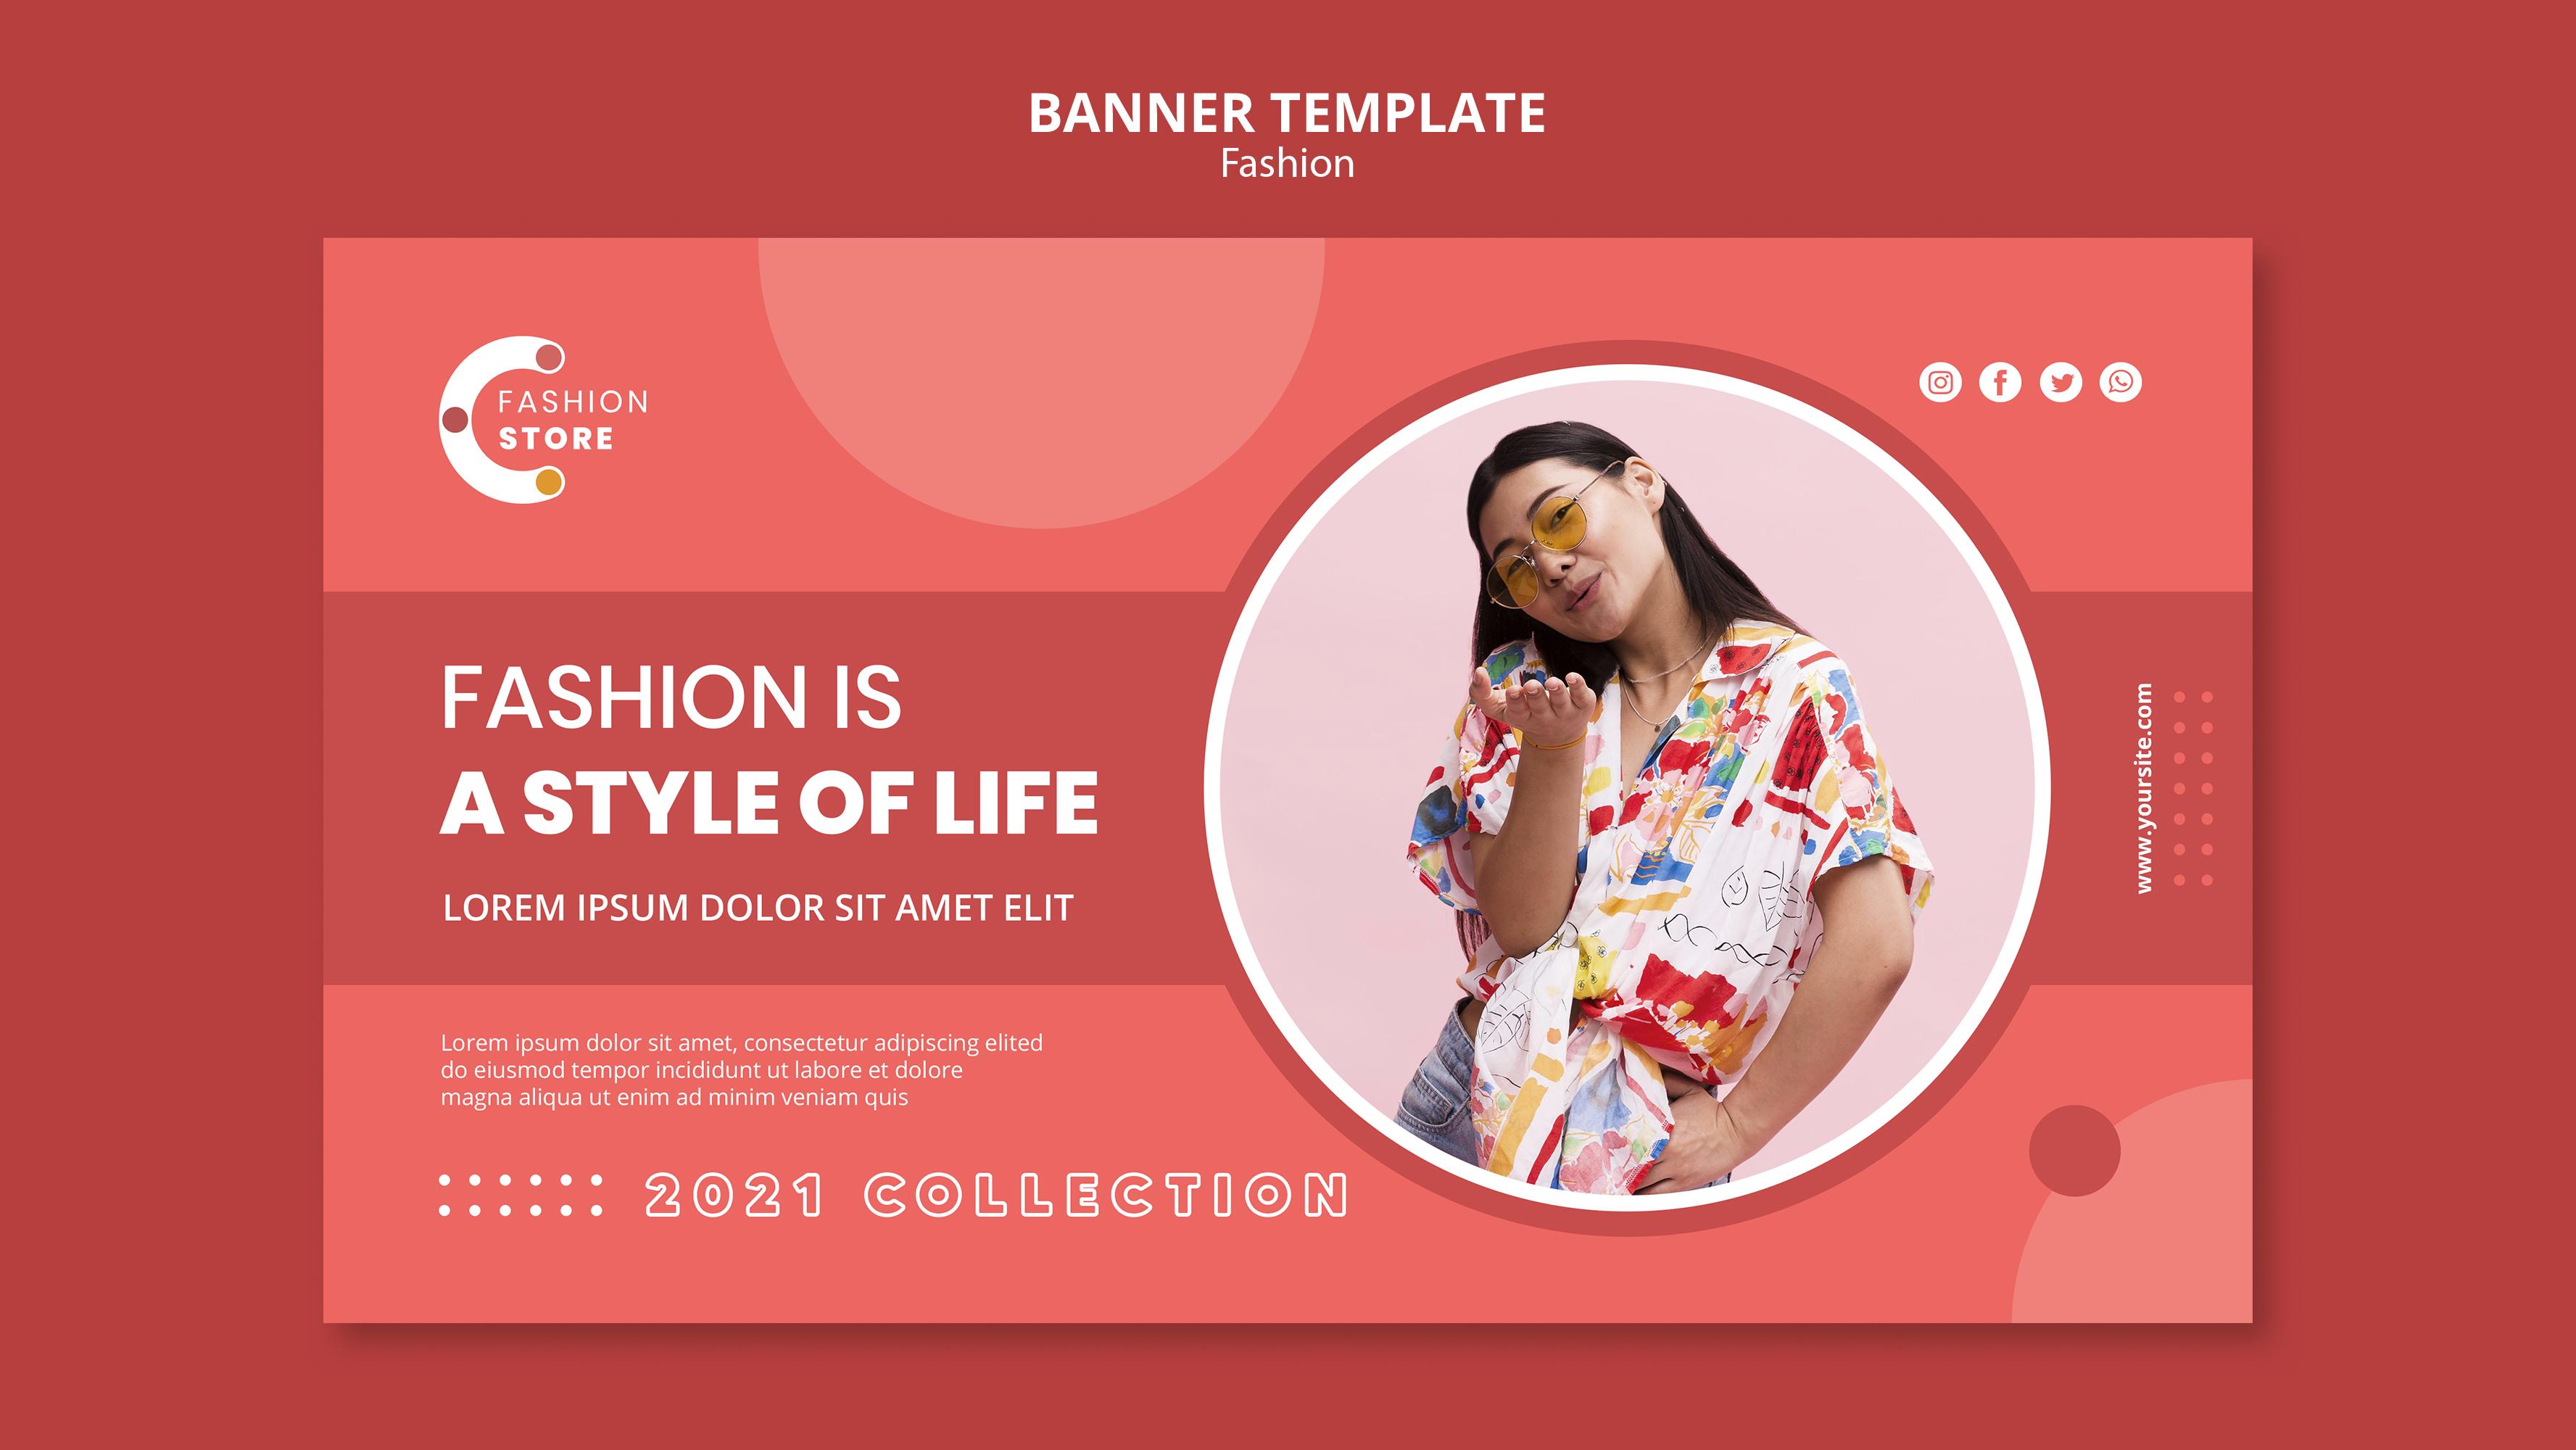 BANNER TEMPLATE
Fashion
FASHION
STORE
FASHION IS
A STYLE OF LIFE
LOREM IPSUM DOLOR SIT AMET ELIT
Lorem ipsum dolor sit amet, consectetur adipiscing elited
do eiusmod tempor incididunt ut labore et dolore
magna aliqua ut enim ad minim veniam quis
2021 COLLECTION
www.yoursite.com